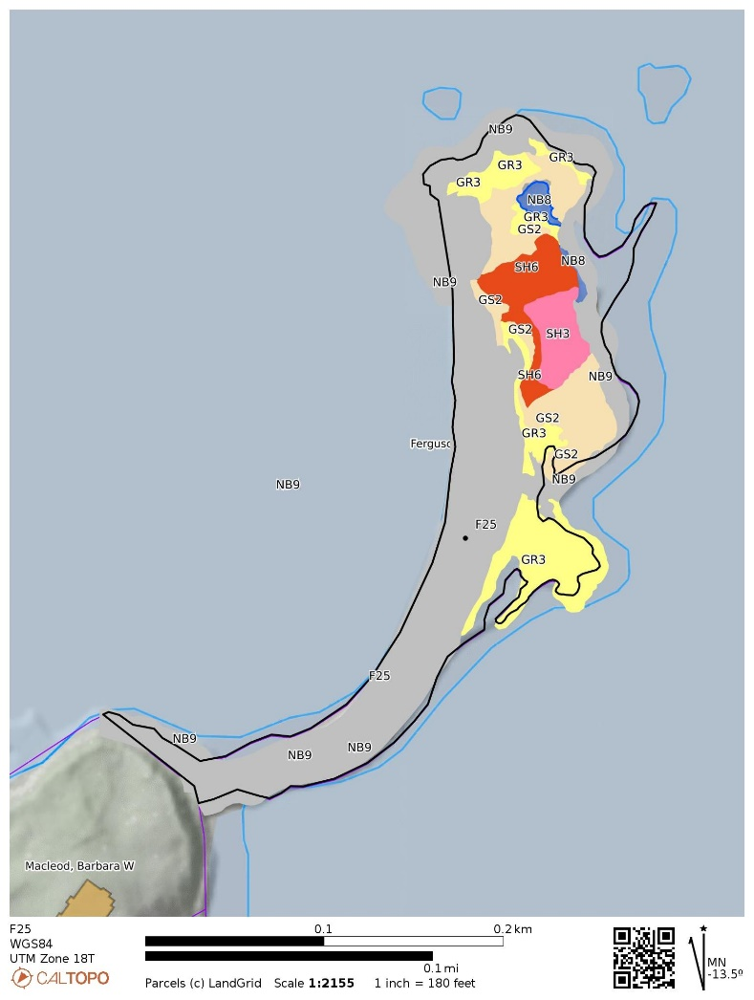 NB9
GR3
GR3
GR3
NB8
GR3
GS2
NB8
SH6
NB9
GS2
GS2
SH3
SH6
NB9
GS2
GR3
Ferguso
GS2
NB9
NB9
F25
GR3
F25
NB9
NB9
NB9
Macleod, Barbara W
F25
WGS84
UTM Zone 18T
CALTOPO
0.1
0.2 km
0.1 mi
Parcels (c) LandGrid Scale 1:2155 1 inch = 180 feet
MN
-13.5º